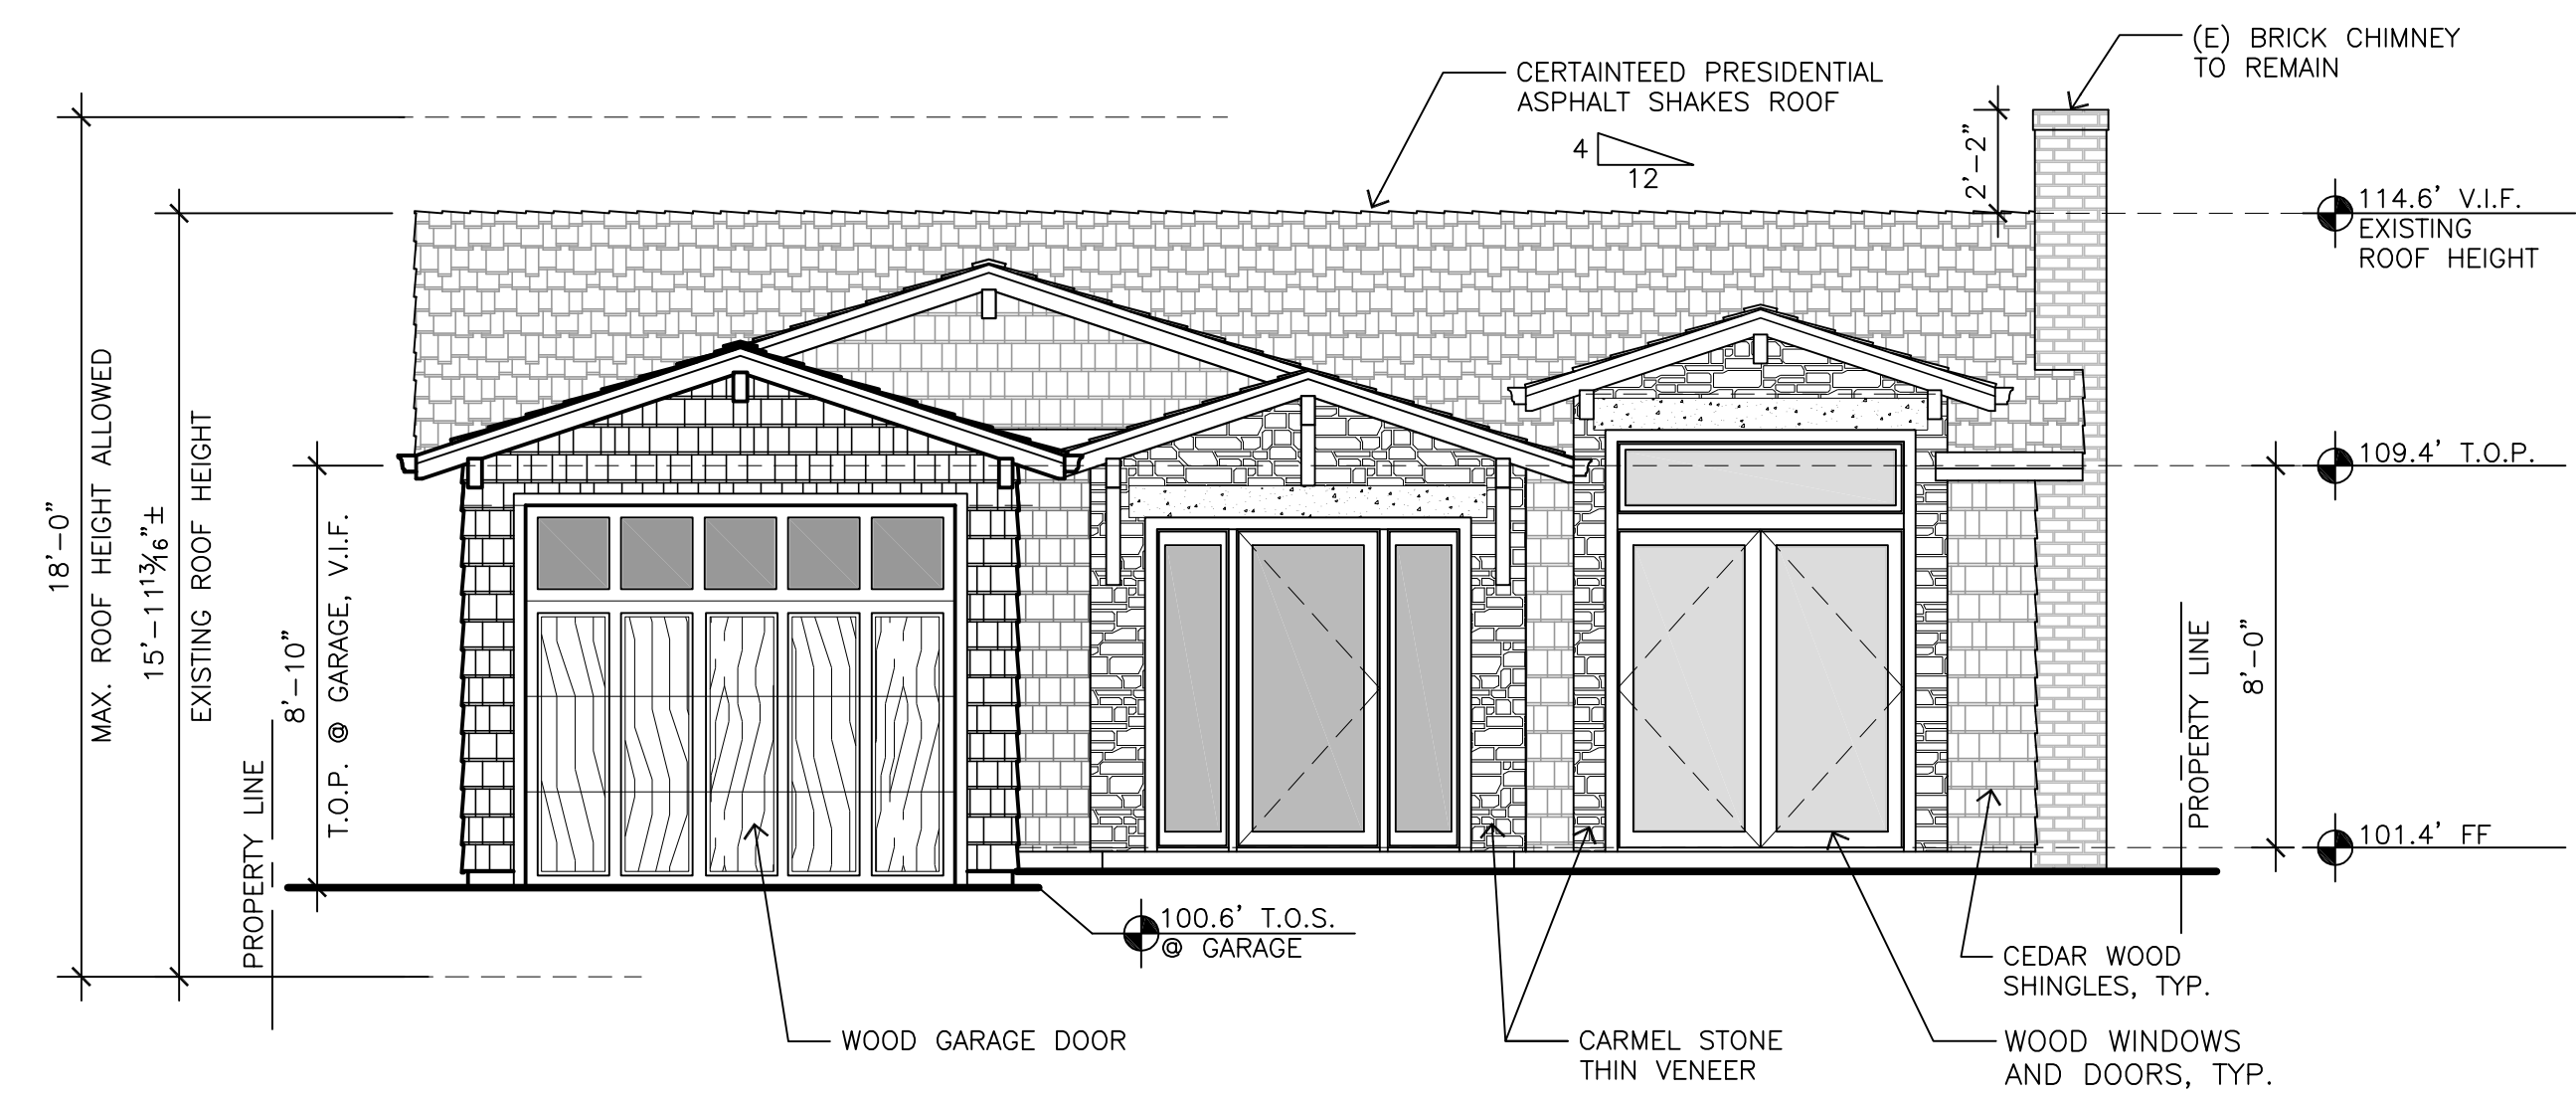 (E) BRICK CHIMNEY
TO REMAIN
CERTAINTEED PRESIDENTIAL
ASPHALT SHAKES ROOF
4
12
2'-2"
114.6' V.I.F.
EXISTING
ROOF HEIGHT
109.4' T.O.P.
8'-0"
101.4' FF
PROPERTY LINE
18'-0"
MAX. ROOF HEIGHT ALLOWED
15'-11 13/16"±
EXISTING ROOF HEIGHT
8'-10"
T.O.P. @ GARAGE, V.I.F.
PROPERTY LINE
100.6' T.O.S.
@ GARAGE
WOOD GARAGE DOOR
CARMEL STONE
THIN VENEER
CEDAR WOOD
SHINGLES, TYP.
WOOD WINDOWS
AND DOORS, TYP.